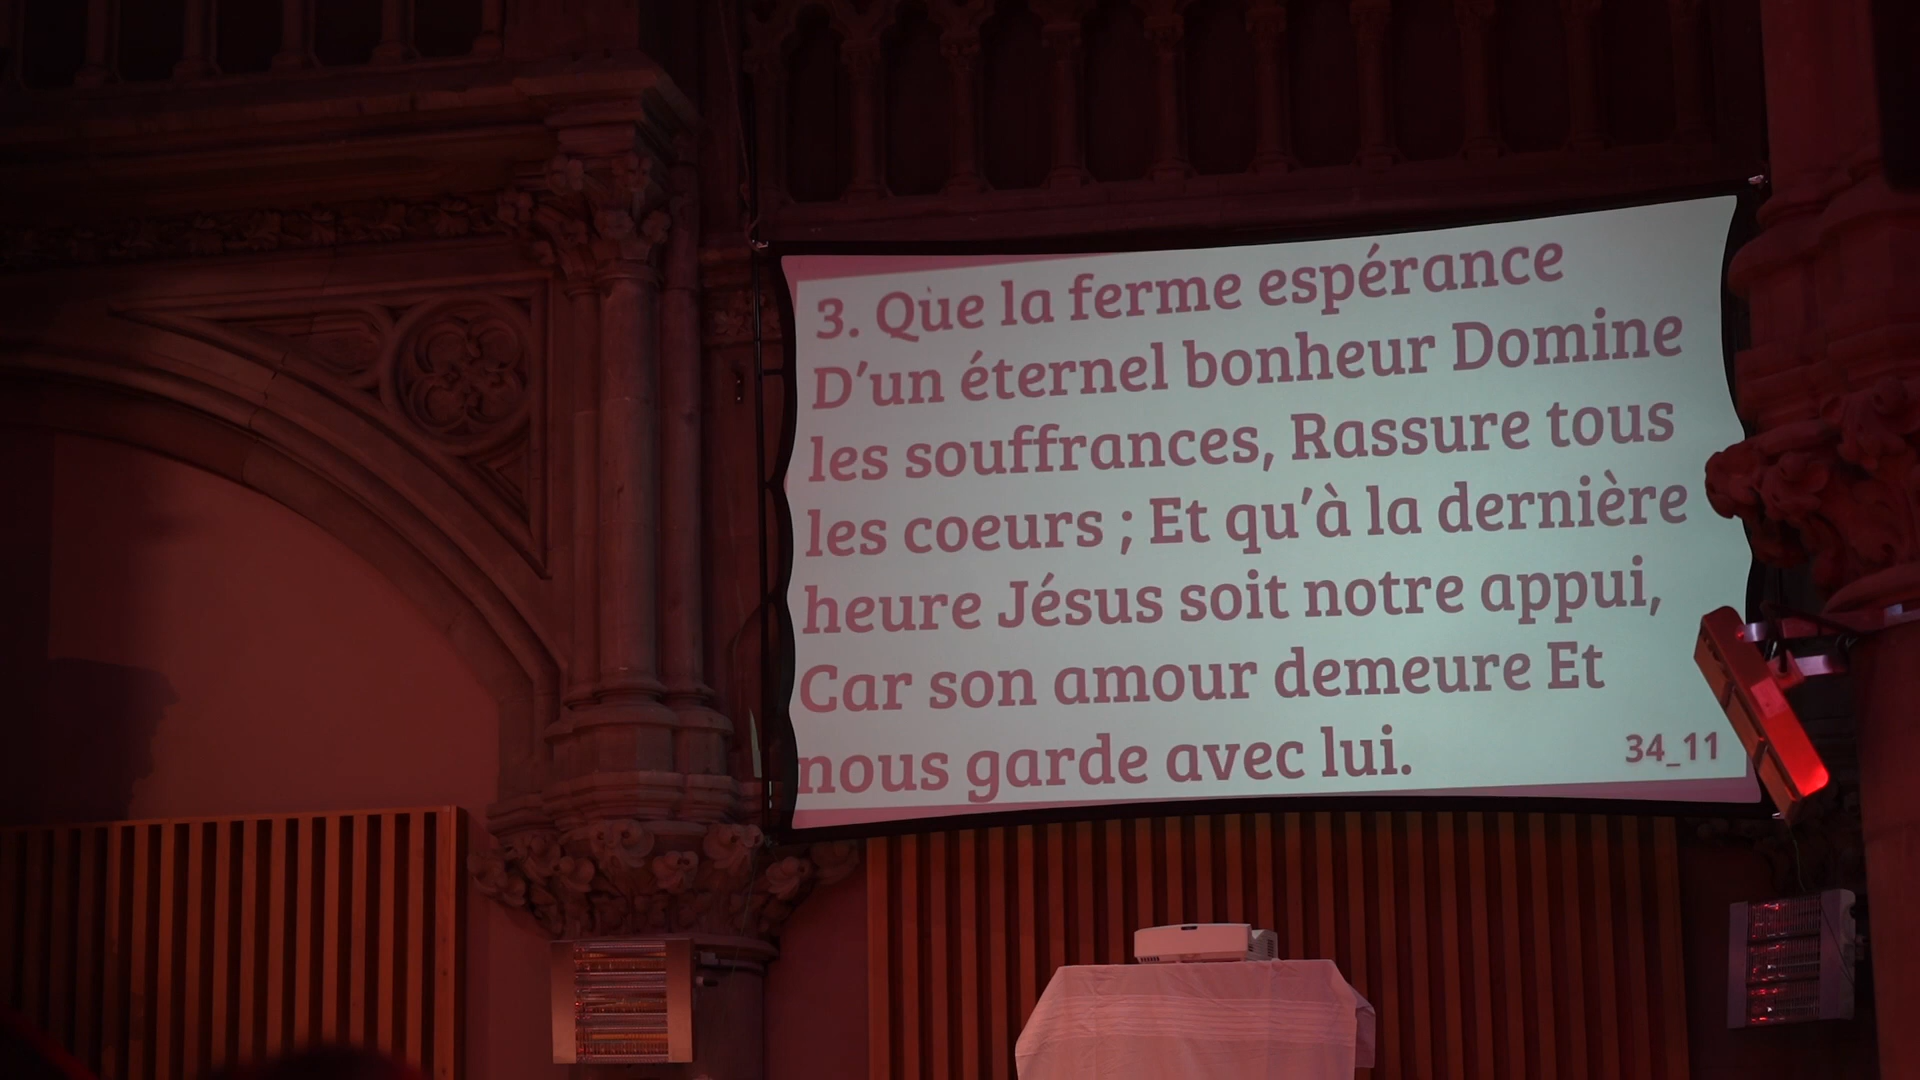 3. Que la ferme espérance
D’un éternel bonheur Domine
les souffrances, Rassure tous
les coeurs ; Et qu’à la dernière
heure Jésus soit notre appui,
Car son amour demeure Et
nous garde avec lui.
34_11